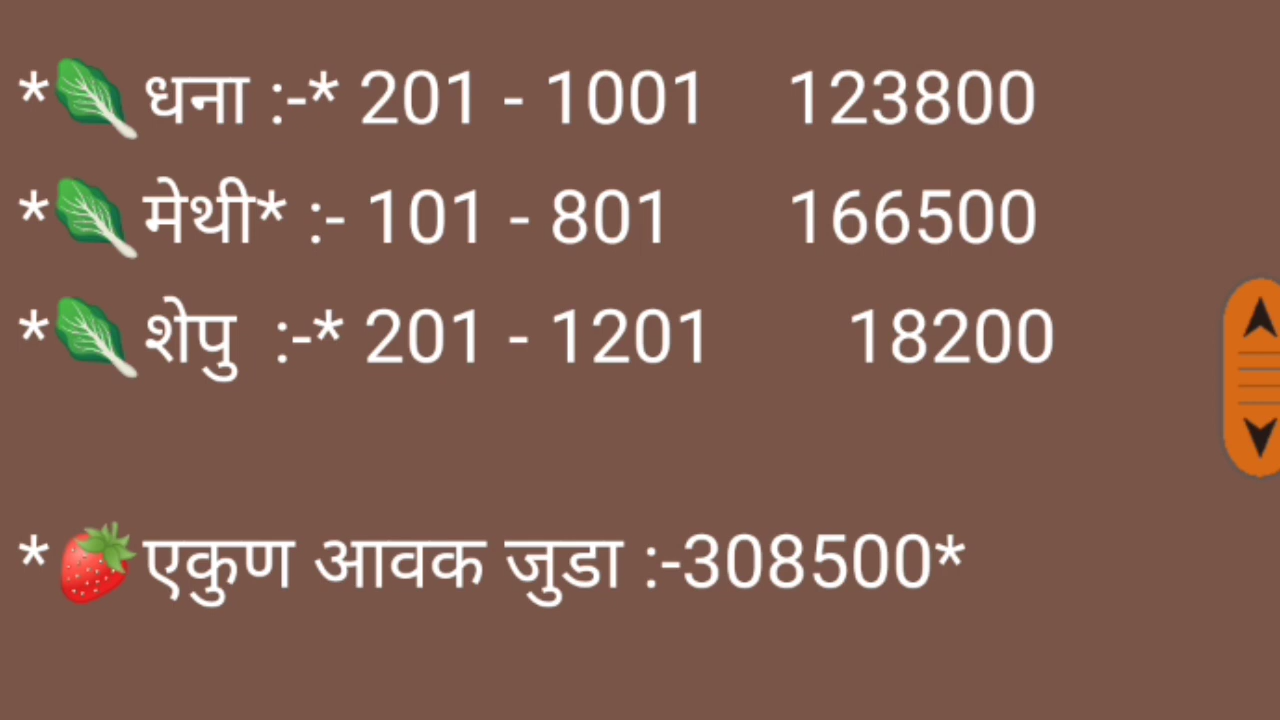 *🥬धना :-* 201 - 1001 123800
*🥬मेथी* :- 101 - 801 166500
*🥬शेपु :-* 201 - 1201 18200
*🍓एकुण आवक जुडा :-308500*